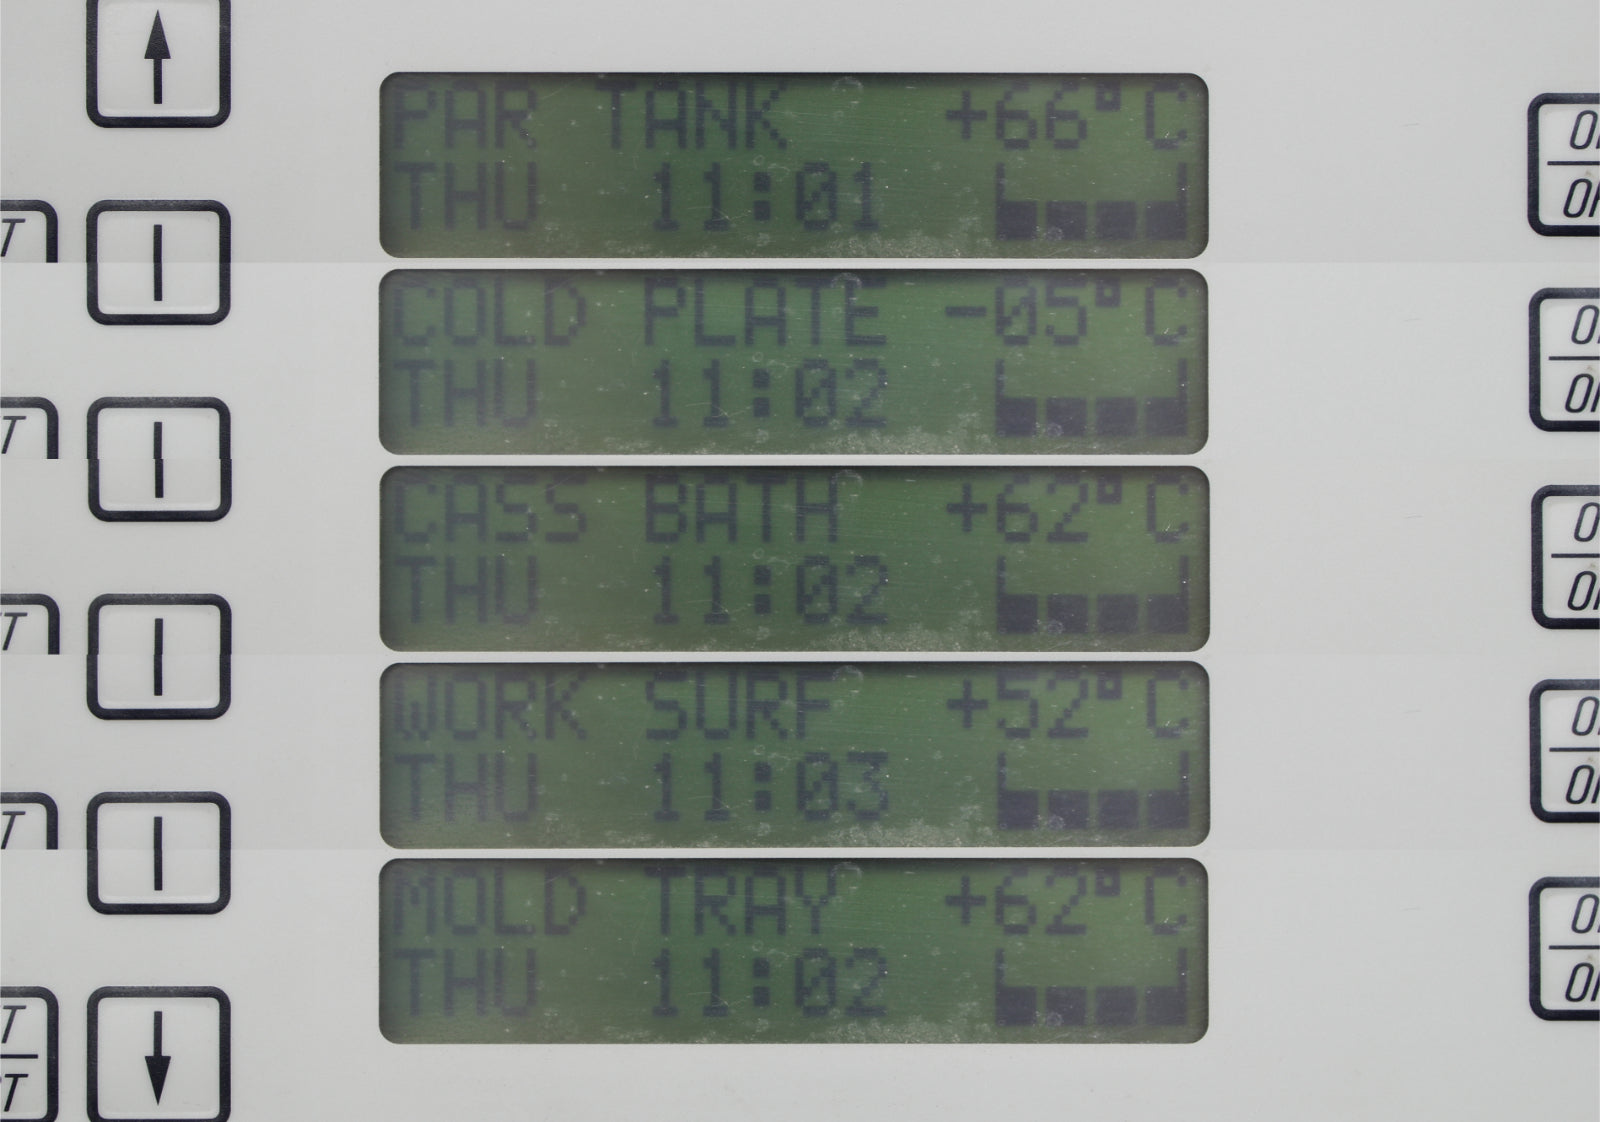 PAR TANK +66°C
THU 11:01
COLD PLATE -05°C
THU 11:02
CASS BATH +62°C
THU 11:02
WORK SURF +52°C
THU 11:03
MOLD TRAY +62°C
THU 11:02